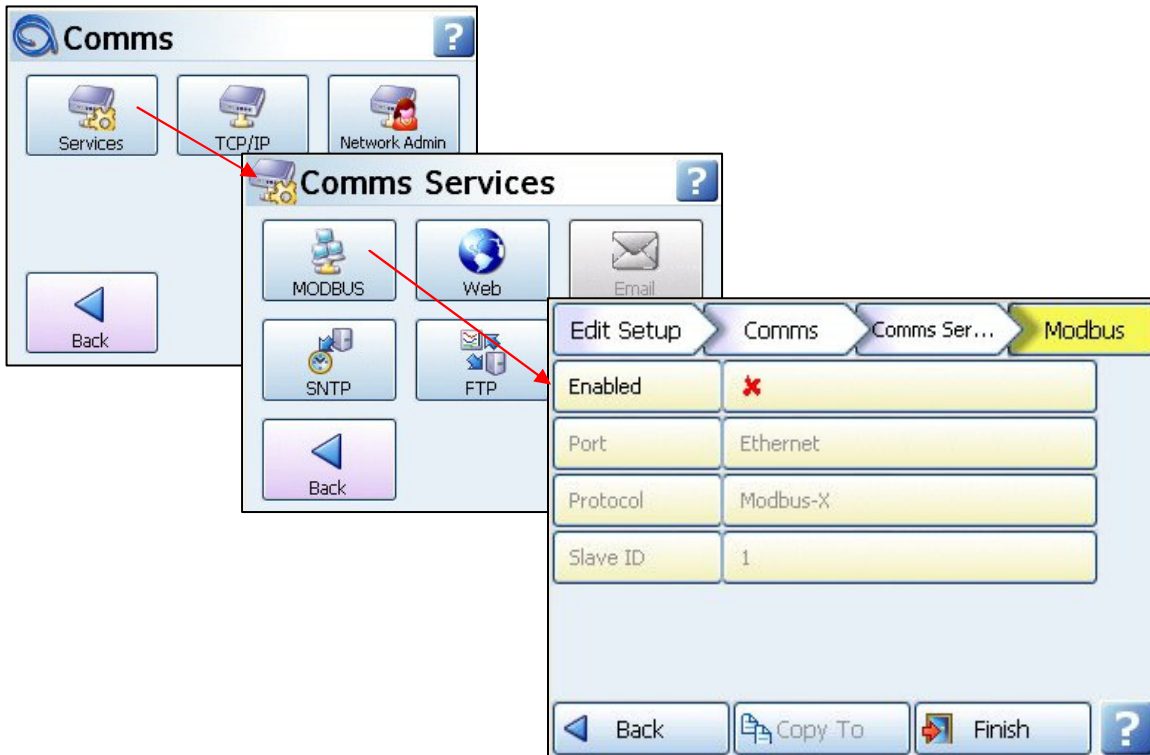 Comms
?
Services
TCP/IP
Network Admin
Back
Comms Services
?
MODBUS
Web
Email
SNTP
FTP
Back
Edit Setup
Comms
Comms Ser...
Modbus
Enabled
Port
Ethernet
Protocol
Modbus-X
Slave ID
1
Back
Copy To
Finish
?